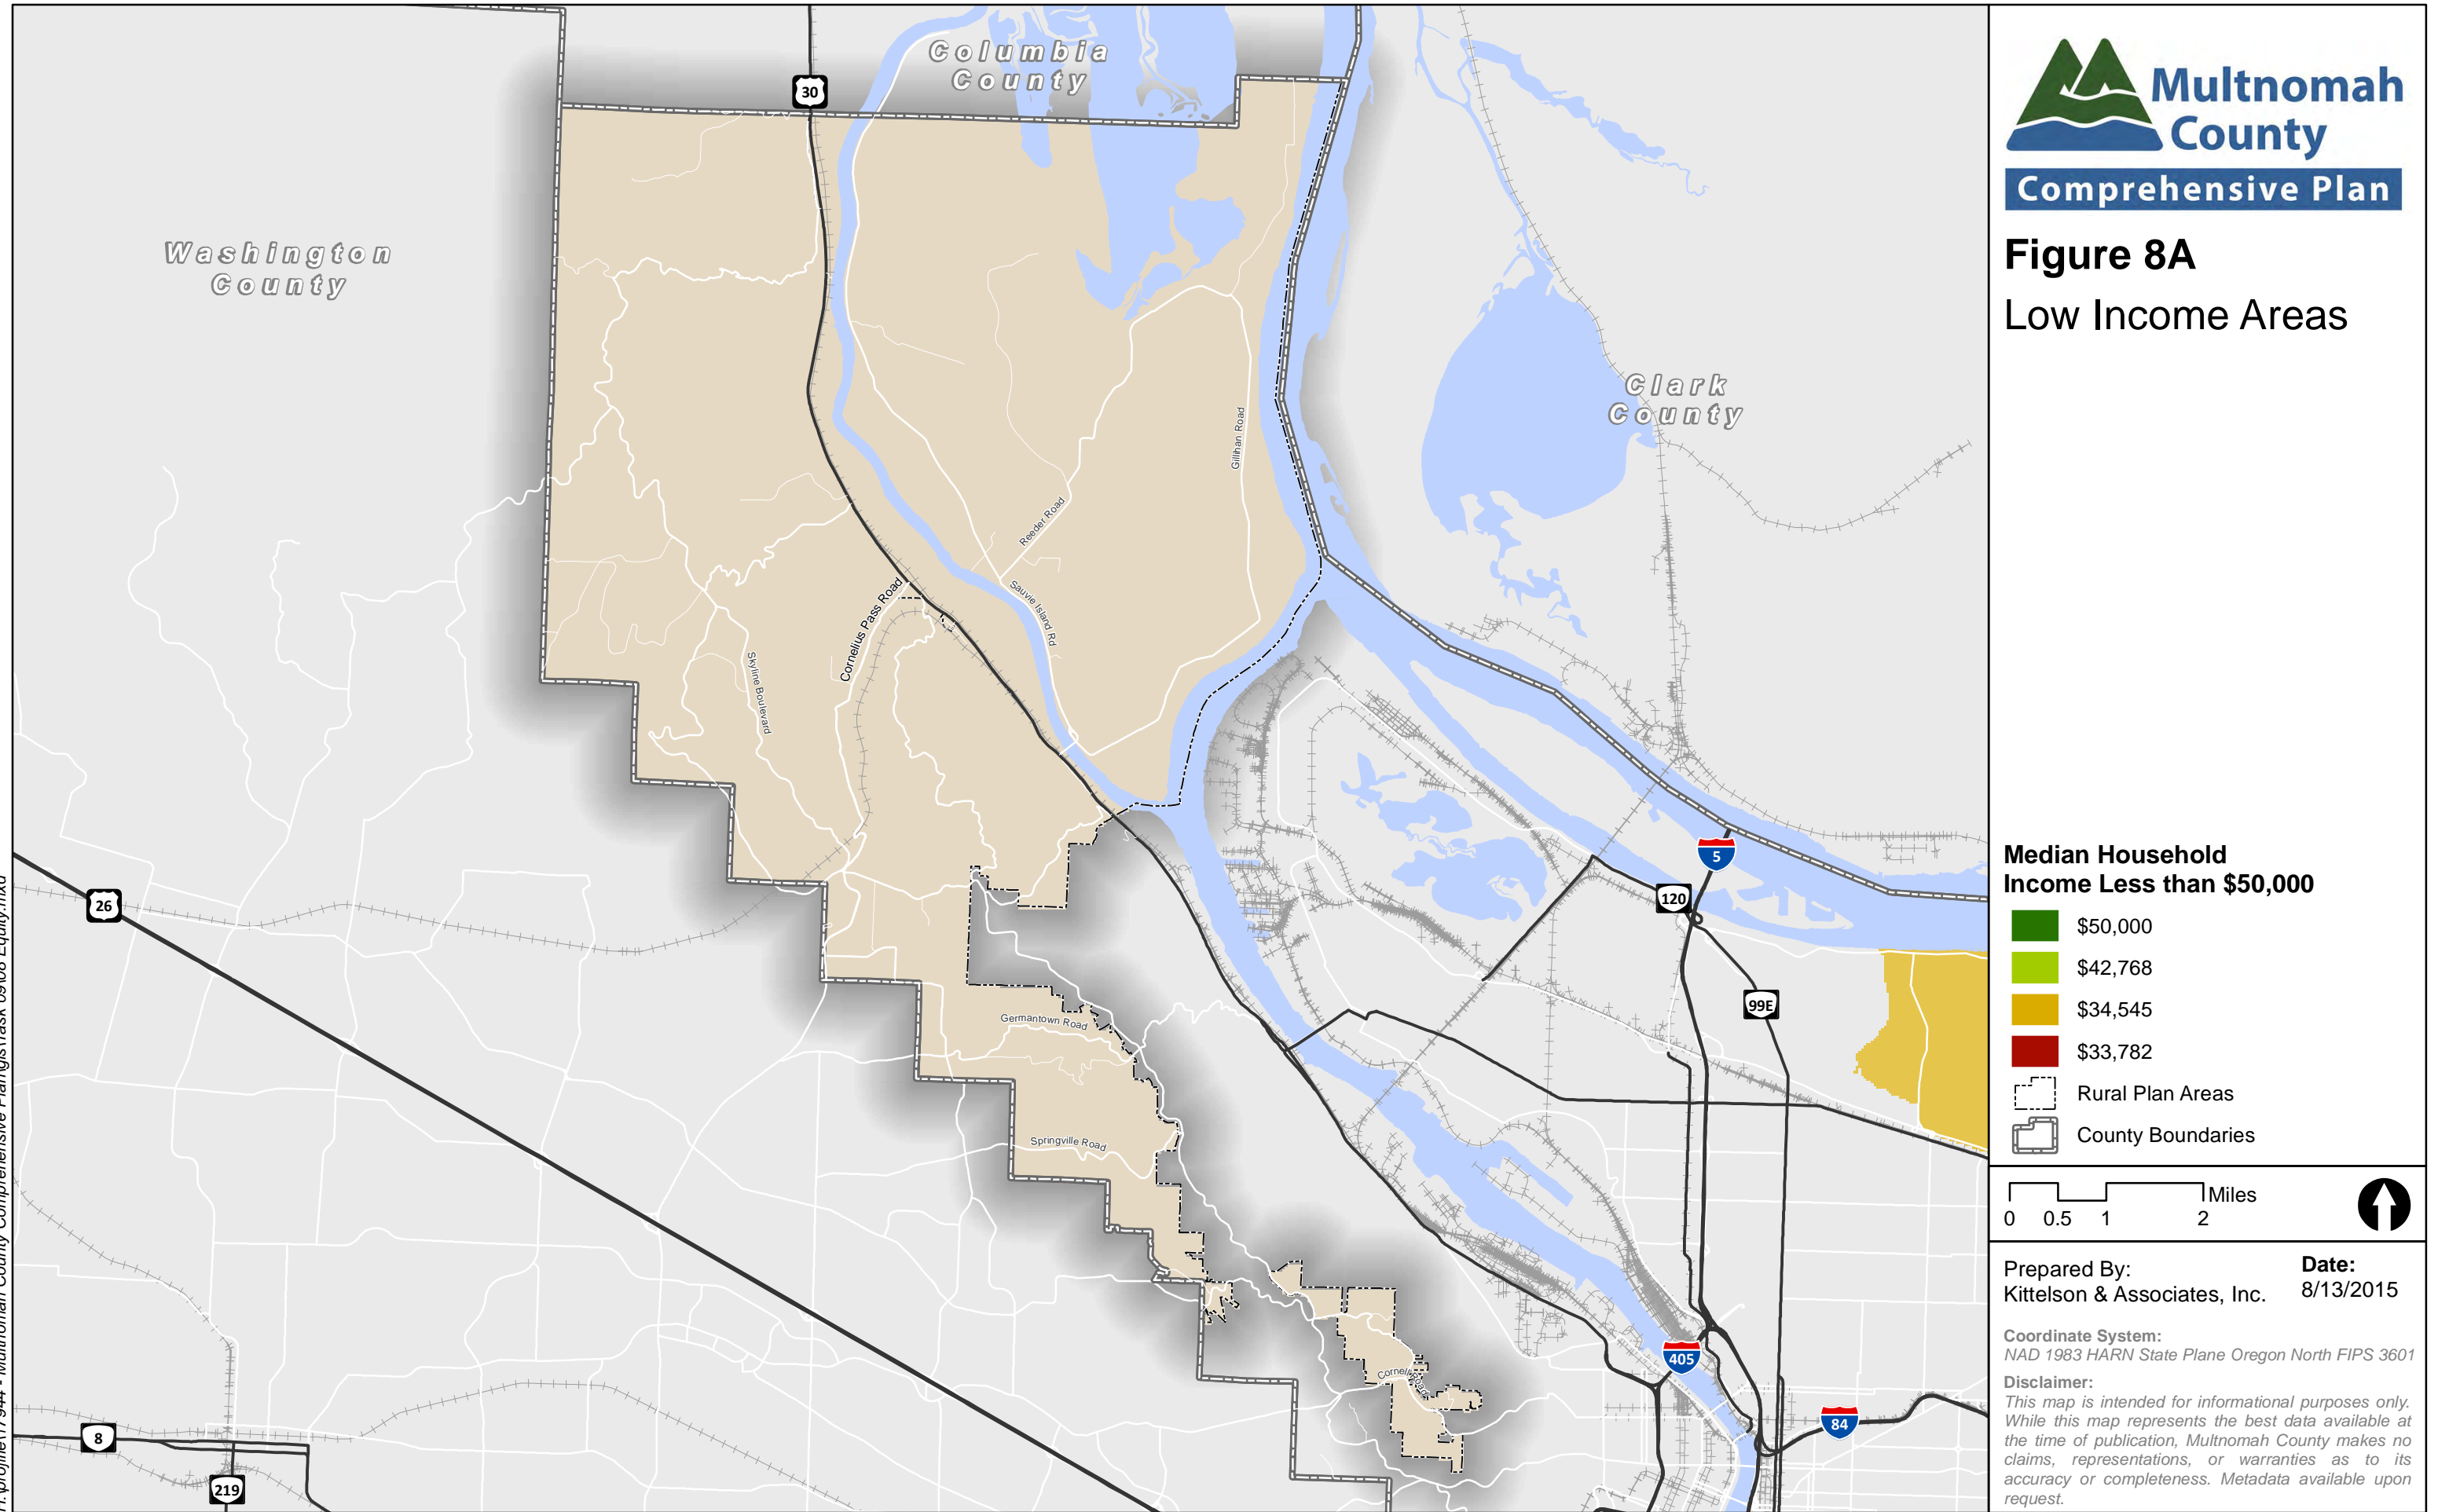 Columbia
County
30
Washington
County
Clark
County
Gillihan Road
Reeder Road
Sauvie Island Rd
Cornelius Pass Road
Skyline Boulevard
26
5
120
99E
Germantown Road
Springville Road
Cornell Road
405
84
8
219
Multnomah
County
Comprehensive Plan
Figure 8A
Low Income Areas
Median Household
Income Less than $50,000
$50,000
$42,768
$34,545
$33,782
Rural Plan Areas
County Boundaries
Miles
0 0.5 1 2
Prepared By:
Kittelson & Associates, Inc.
Date:
8/13/2015
Coordinate System:
NAD 1983 HARN State Plane Oregon North FIPS 3601
Disclaimer:
This map is intended for informational purposes only.
While this map represents the best data available at
the time of publication, Multnomah County makes no
claims, representations, or warranties as to its
accuracy or completeness. Metadata available upon
request.